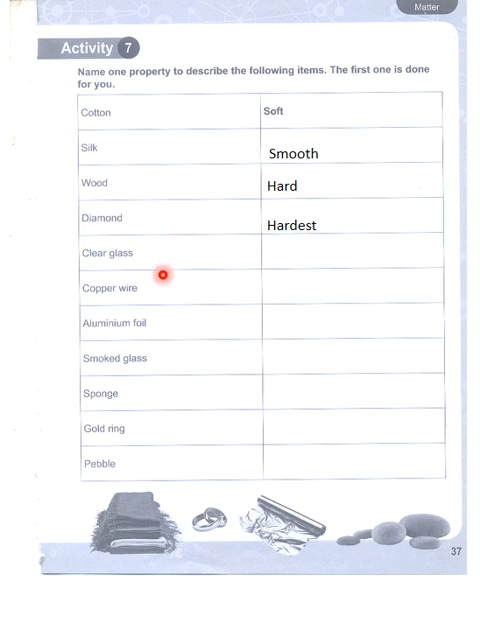 Matter
Activity 7
Name one property to describe the following items. The first one is done
for you.
Cotton Soft
Silk Smooth
Wood Hard
Diamond Hardest
Clear glass
Copper wire
Aluminium foil
Smoked glass
Sponge
Gold ring
Pebble
37